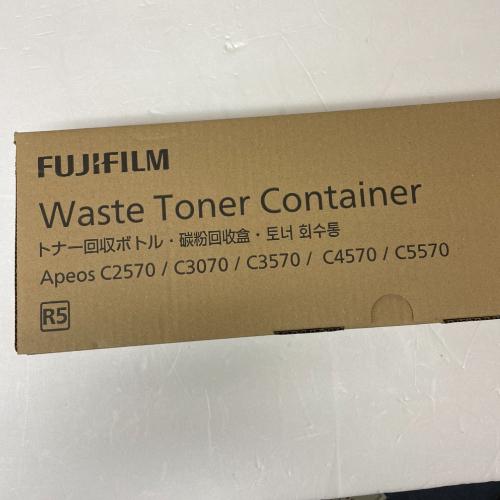 FUJIFILM
Waste Toner Container
トナー回収ボトル・碳粉回收盒・토너 회수통
Apeos C2570 / C3070 / C3570 / C4570 / C5570
R5